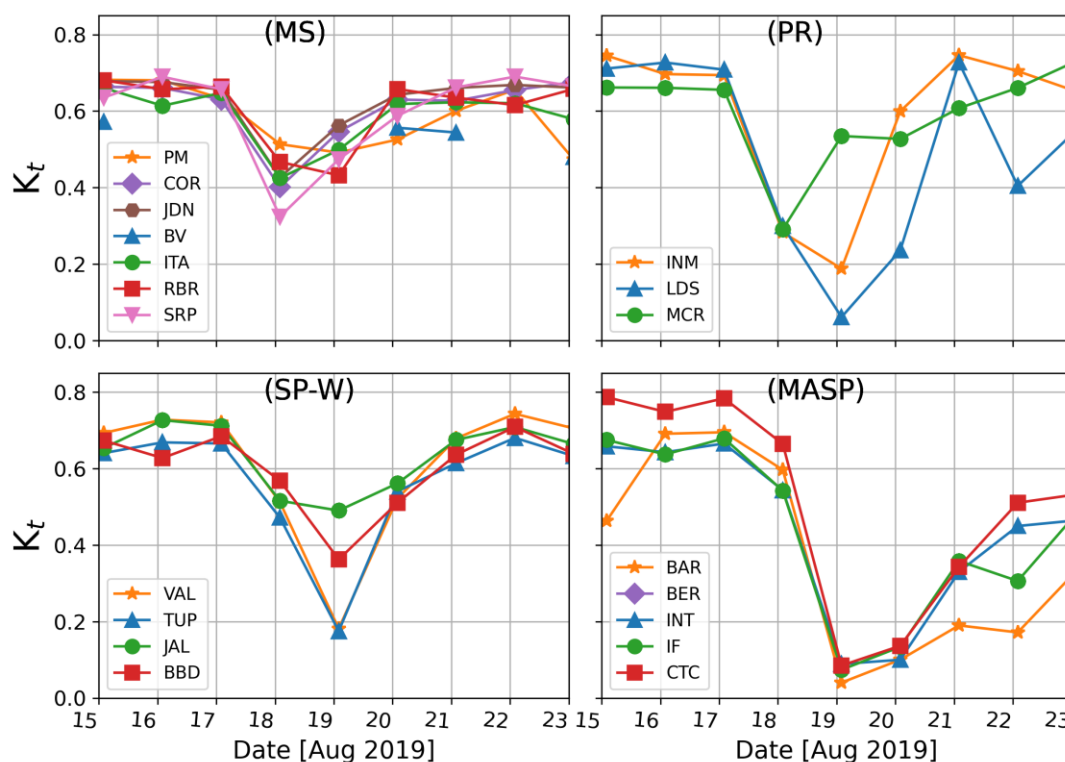 (MS)
(PR)
0.8
0.6
0.4
0.2
0.0
K_t
PM
COR
JDN
BV
ITA
RBR
SRP
INM
LDS
MCR
(SP-W)
(MASP)
0.8
0.6
0.4
0.2
0.0
K_t
VAL
TUP
JAL
BBD
BAR
BER
INT
IF
CTC
15 16 17 18 19 20 21 22 23
15 16 17 18 19 20 21 22 23
Date [Aug 2019]
Date [Aug 2019]